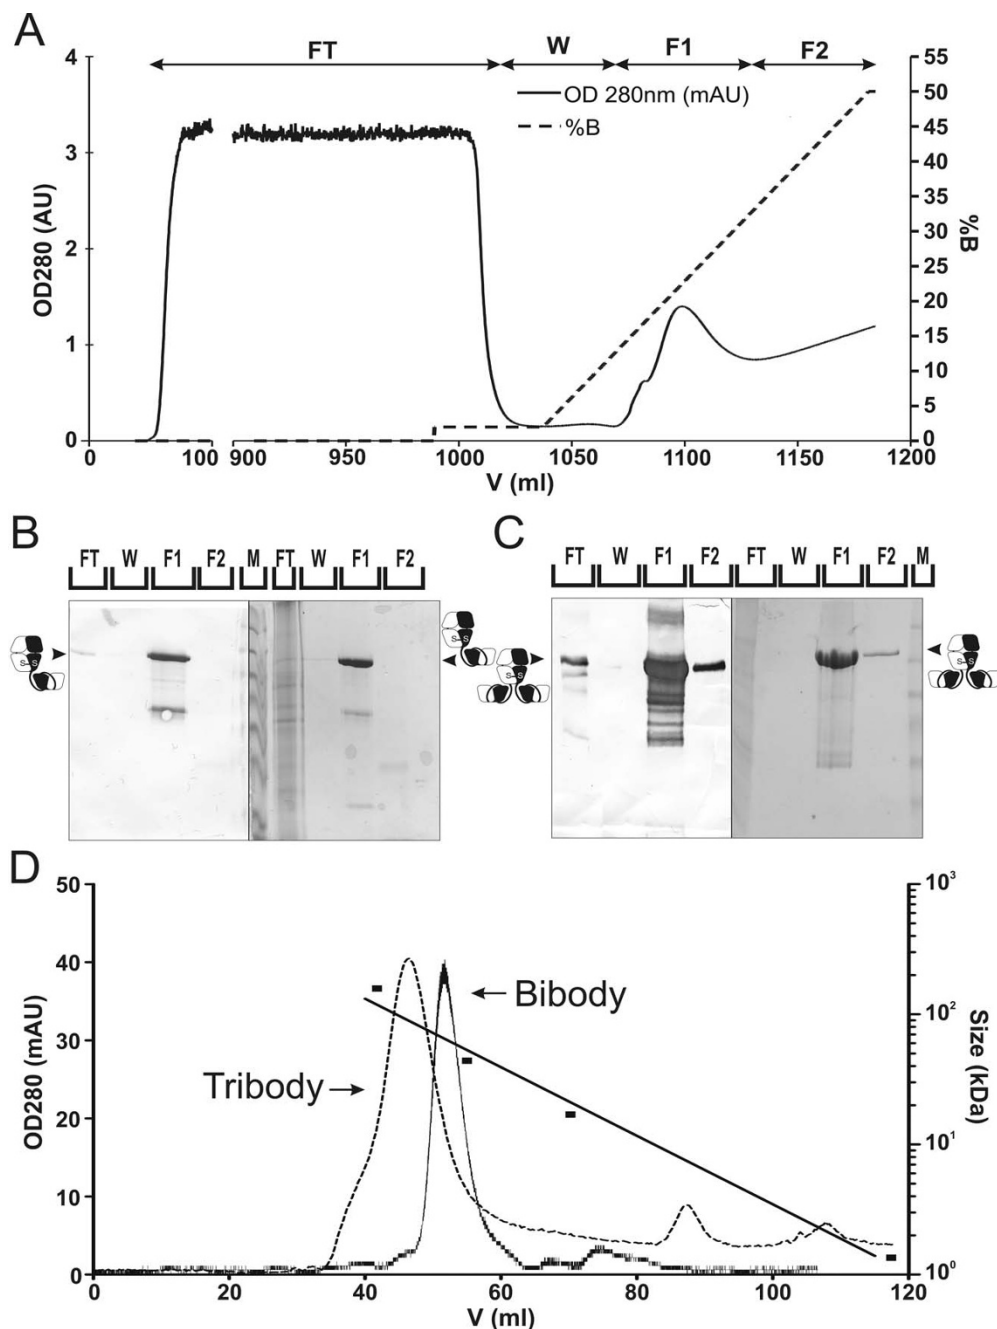 A
FT
W
F1
F2
OD 280nm (mAU)
%B
4
3
2
1
0
OD280 (AU)
55
50
45
40
35
30
25
20
15
10
5
0
%B
0 100 900 950 1000 1050 1100 1150 1200
V (ml)
B
FT W F1 F2 M FT W F1 F2
S-S
S-S
S-S
C
FT W F1 F2 FT W F1 F2 M
S-S
D
50
40
30
20
10
0
OD280 (mAU)
Tribody
Bibody
10³
10²
10¹
10⁰
Size (kDa)
0 20 40 60 80 100 120
V (ml)